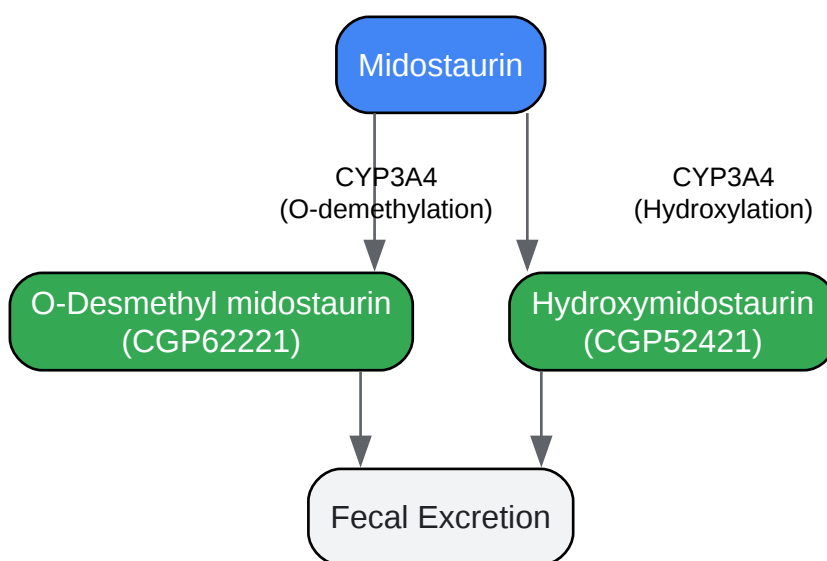 Midostaurin
CYP3A4
(O-demethylation)
CYP3A4
(Hydroxylation)
O-Desmethyl midostaurin
(CGP62221)
Hydroxymidostaurin
(CGP52421)
Fecal Excretion